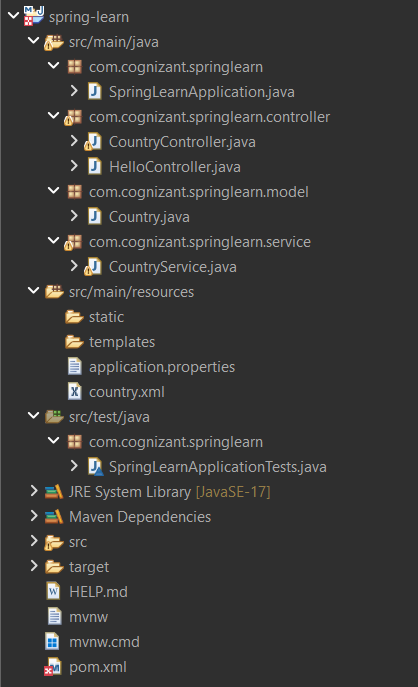 spring-learn
src/main/java
com.cognizant.springlearn
SpringLearnApplication.java
com.cognizant.springlearn.controller
CountryController.java
HelloController.java
com.cognizant.springlearn.model
Country.java
com.cognizant.springlearn.service
CountryService.java
src/main/resources
static
templates
application.properties
country.xml
src/test/java
com.cognizant.springlearn
SpringLearnApplicationTests.java
JRE System Library [JavaSE-17]
Maven Dependencies
src
target
HELP.md
mvnw
mvnw.cmd
pom.xml